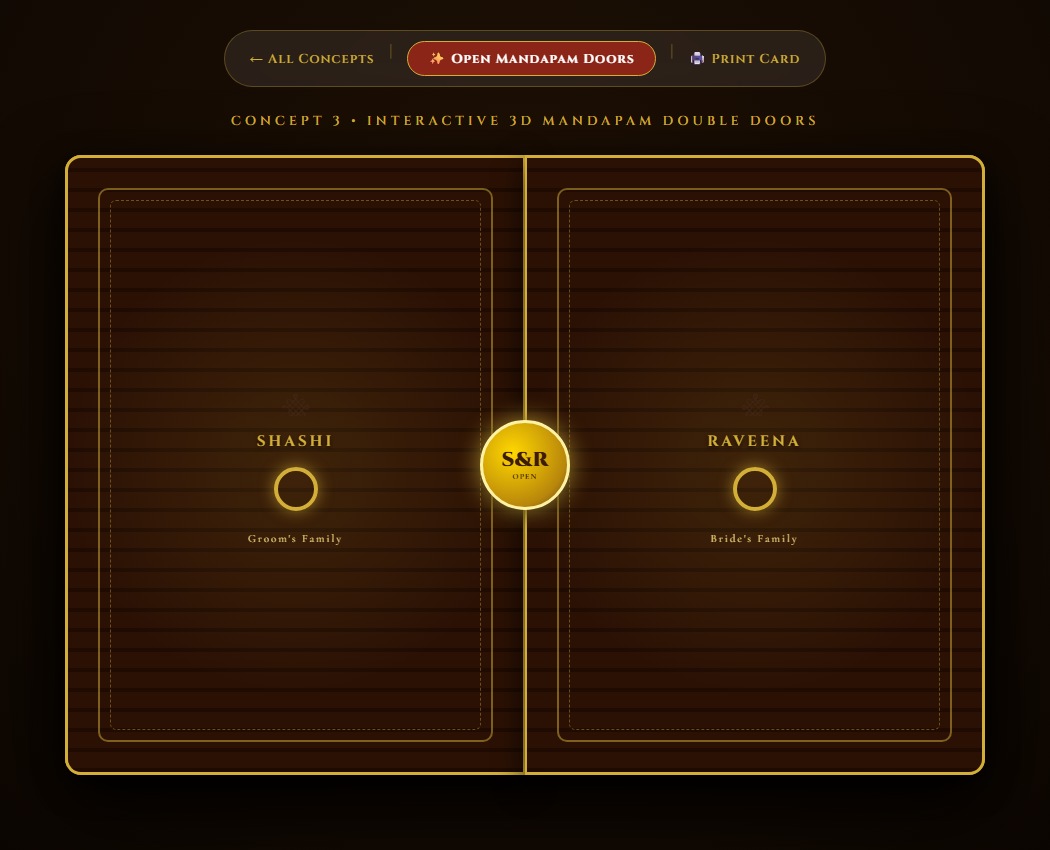 ← All Concepts | ✨ Open Mandapam Doors | 🖨 Print Card
CONCEPT 3 • INTERACTIVE 3D MANDAPAM DOUBLE DOORS
SHASHI
Groom's Family
S&R
OPEN
RAVEENA
Bride's Family